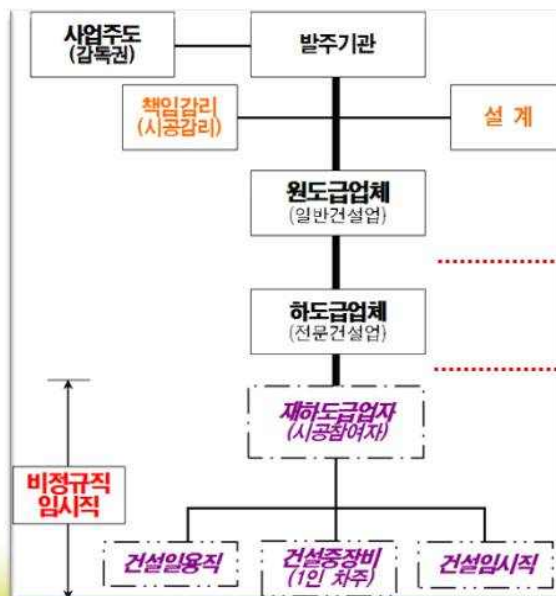 사업주도
(감독권)
발주기관
책임감리
(시공감리)
설 계
원도급업체
(일반건설업)
하도급업체
(전문건설업)
재하도급업자
(시공참여자)
비정규직
임시직
건설일용직
건설중장비
(1인 차주)
건설임시직